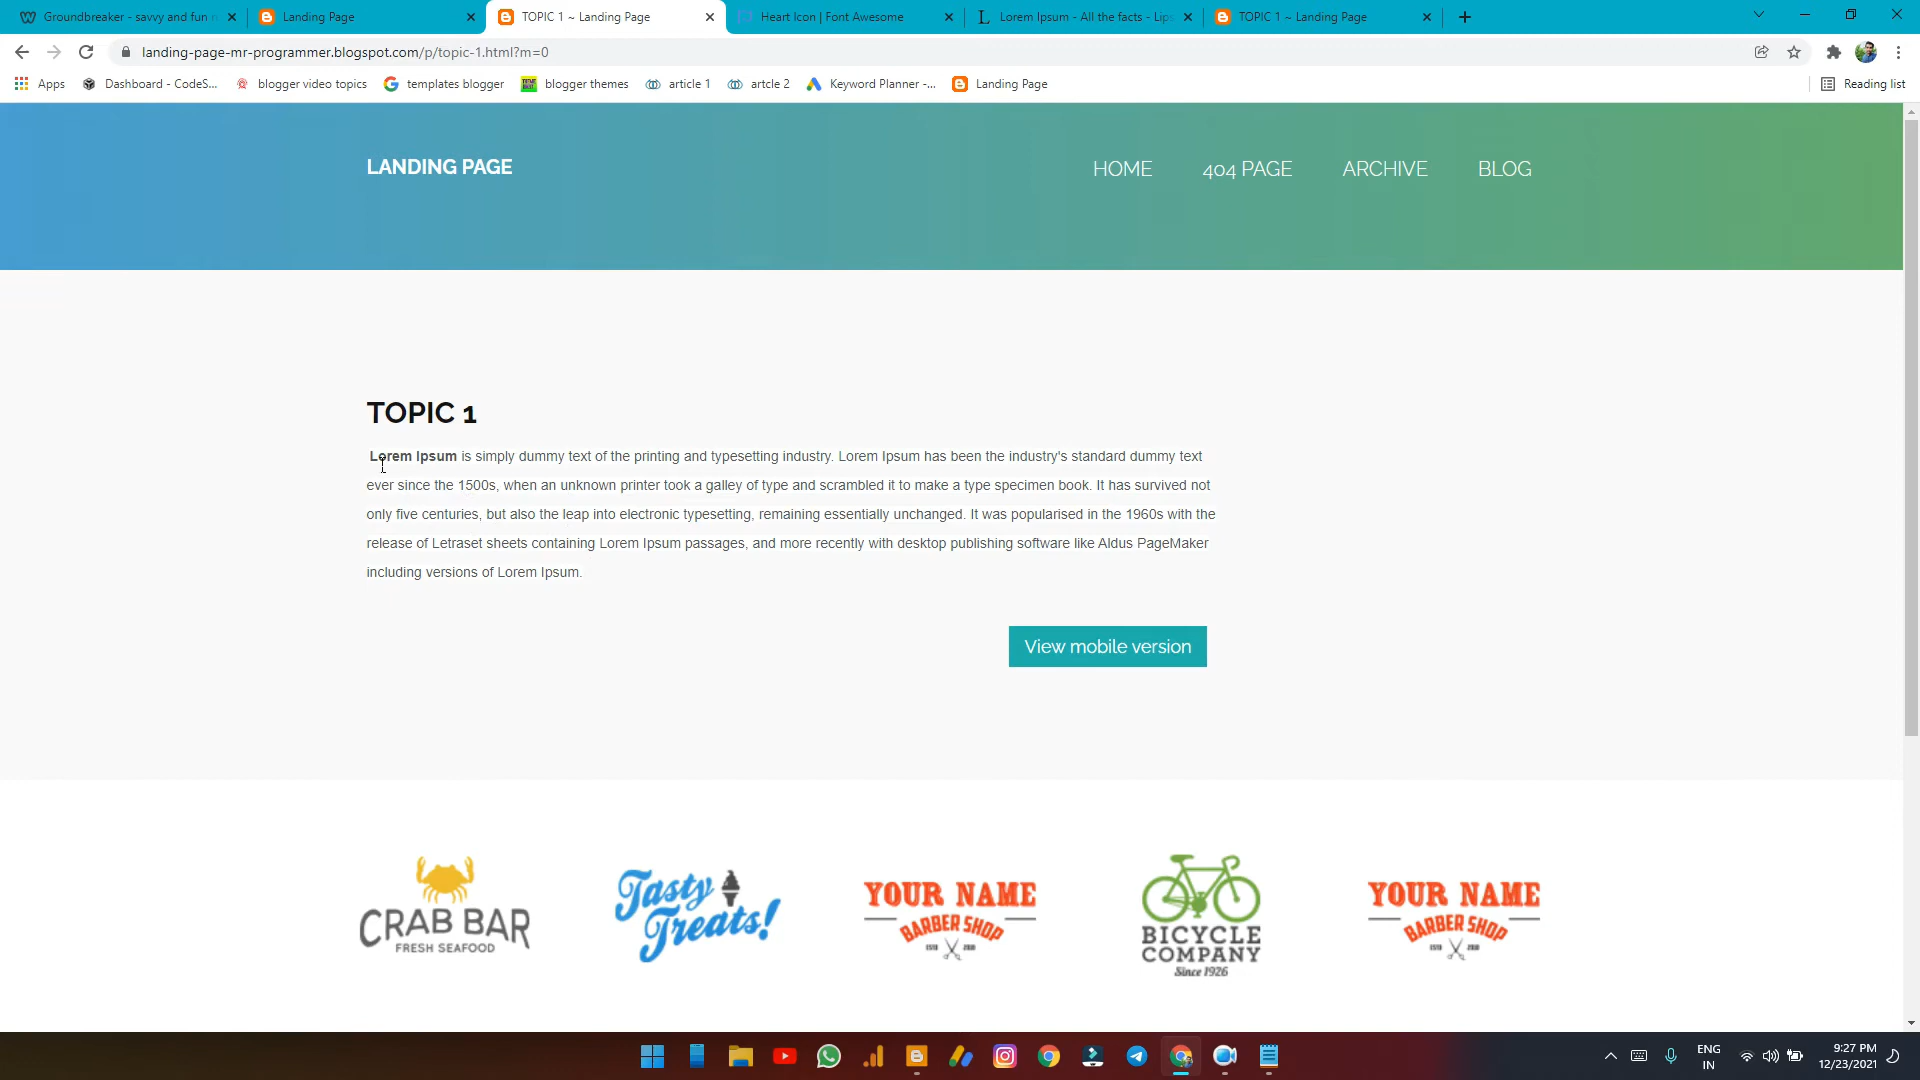 Groundbreaker - savvy and fun n
Landing Page
TOPIC 1 ~ Landing Page
Heart Icon | Font Awesome
Lorem Ipsum - All the facts - Lips
TOPIC 1 ~ Landing Page
landing-page-mr-programmer.blogspot.com/p/topic-1.html?m=0
Apps
Dashboard - CodeS...
blogger video topics
templates blogger
blogger themes
article 1
artcle 2
Keyword Planner -...
Landing Page
Reading list
LANDING PAGE
HOME
404 PAGE
ARCHIVE
BLOG
TOPIC 1
Lorem Ipsum is simply dummy text of the printing and typesetting industry. Lorem Ipsum has been the industry's standard dummy text
ever since the 1500s, when an unknown printer took a galley of type and scrambled it to make a type specimen book. It has survived not
only five centuries, but also the leap into electronic typesetting, remaining essentially unchanged. It was popularised in the 1960s with the
release of Letraset sheets containing Lorem Ipsum passages, and more recently with desktop publishing software like Aldus PageMaker
including versions of Lorem Ipsum.
View mobile version
CRAB BAR
FRESH SEAFOOD
Tasty
Treats!
YOUR NAME
BARBER SHOP
BICYCLE
COMPANY
Since 1926
YOUR NAME
BARBER SHOP
ENG
IN
9:27 PM
12/23/2021